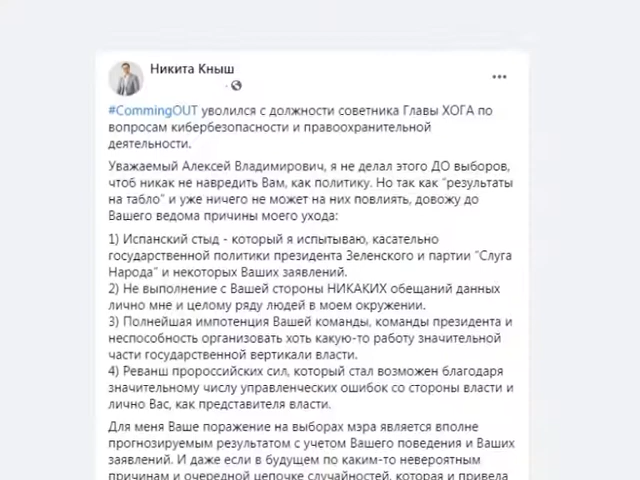 Никита Кныш
#CommingOUT уволился с должности советника Главы ХОГА по
вопросам кибербезопасности и правоохранительной
деятельности.
Уважаемый Алексей Владимирович, я не делал этого ДО выборов,
чтоб никак не навредить Вам, как политику. Но так как "результаты
на табло" и уже ничего не может на них повлиять, довожу до
Вашего ведома причины моего ухода:
1) Испанский стыд - который я испытываю, касательно
государственной политики президента Зеленского и партии "Слуга
Народа" и некоторых Ваших заявлений.
2) Не выполнение с Вашей стороны НИКАКИХ обещаний данных
лично мне и целому ряду людей в моем окружении.
3) Полнейшая импотенция Вашей команды, команды президента и
неспособность организовать хоть какую-то работу значительной
части государственной вертикали власти.
4) Реванш пророссийских сил, который стал возможен благодаря
значительному числу управленческих ошибок со стороны власти и
лично Вас, как представителя власти.
Для меня Ваше поражение на выборах мэра является вполне
прогнозируемым результатом с учетом Вашего поведения и Ваших
заявлений. И даже если в будущем по каким-то невероятным
причинам и очередной цепочке случайностей, которая и привела